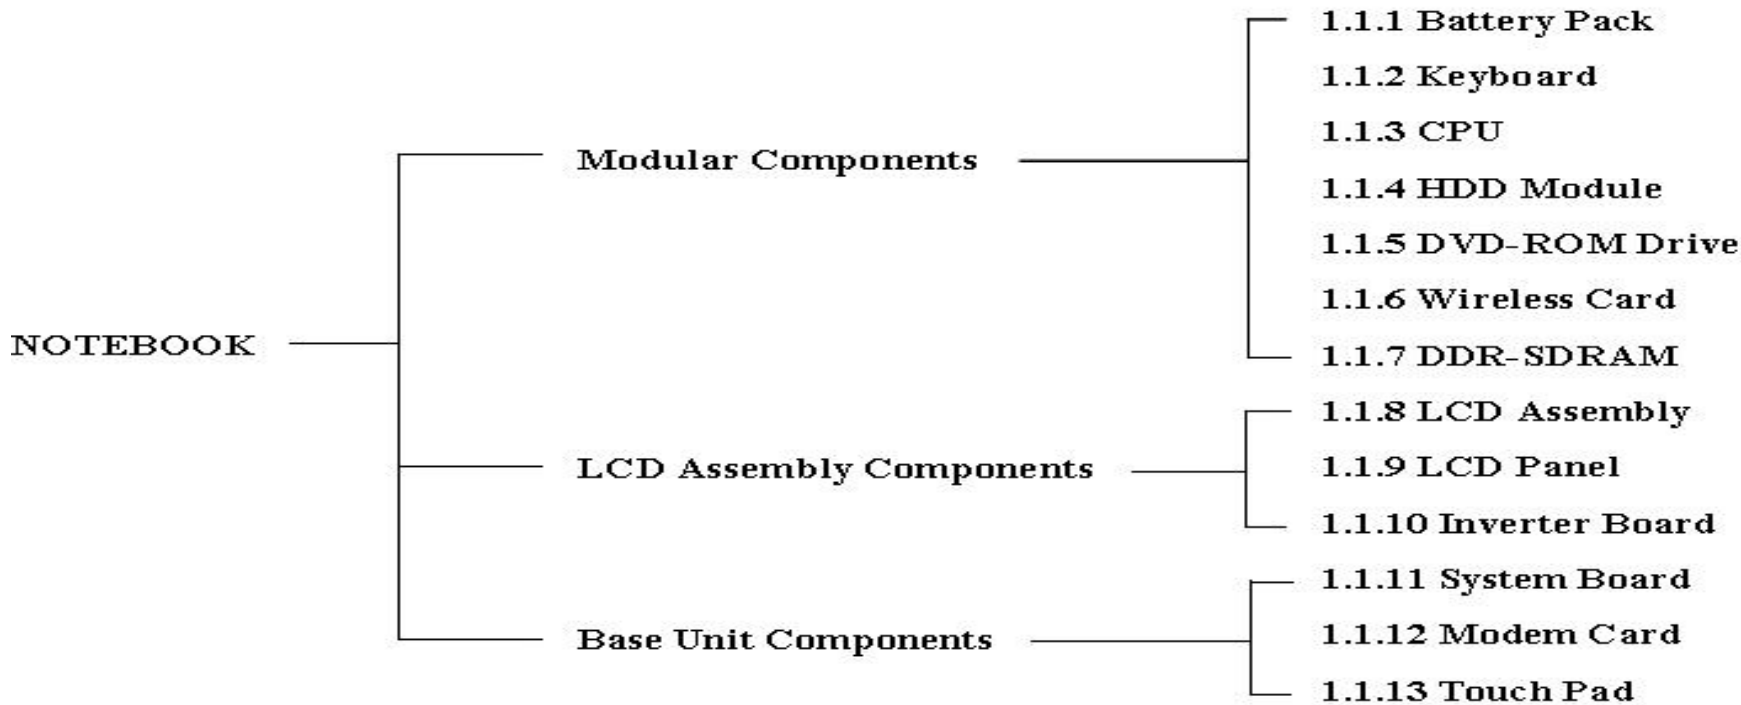 NOTEBOOK
Modular Components
1.1.1 Battery Pack
1.1.2 Keyboard
1.1.3 CPU
1.1.4 HDD Module
1.1.5 DVD-ROM Drive
1.1.6 Wireless Card
1.1.7 DDR-SDRAM
LCD Assembly Components
1.1.8 LCD Assembly
1.1.9 LCD Panel
1.1.10 Inverter Board
Base Unit Components
1.1.11 System Board
1.1.12 Modem Card
1.1.13 Touch Pad